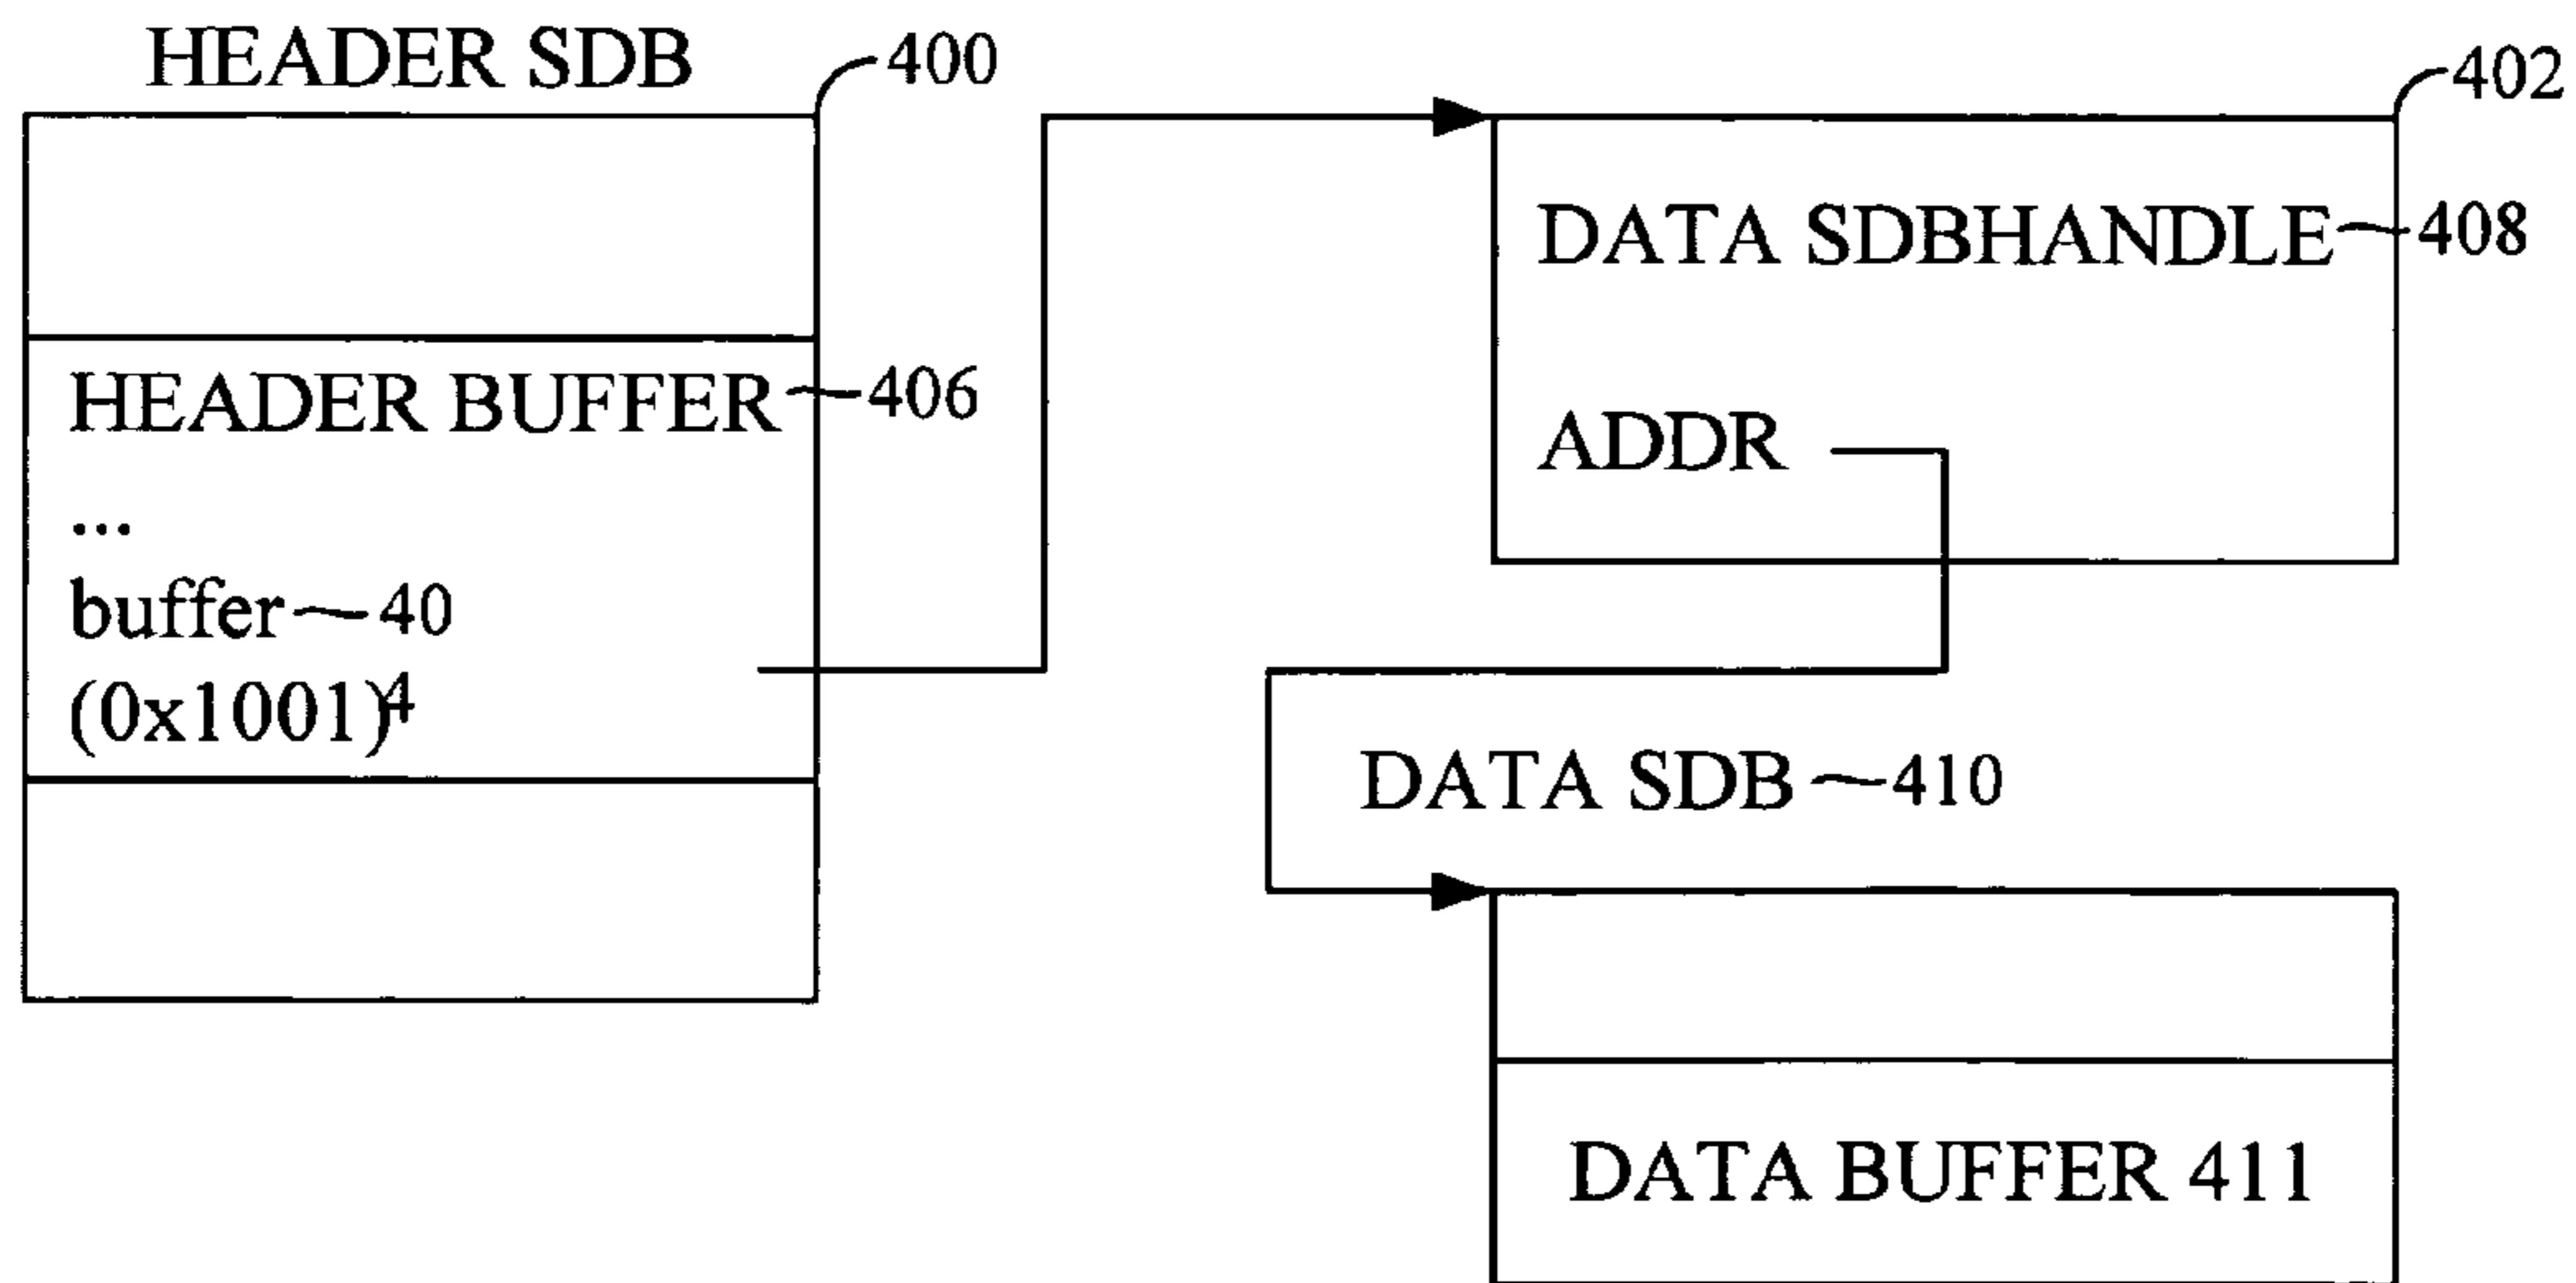 HEADER SDB
400
HEADER BUFFER 406
...
buffer 40
(0x1001) 4
402
DATA SDBHANDLE 408
ADDR
DATA SDB 410
DATA BUFFER 411